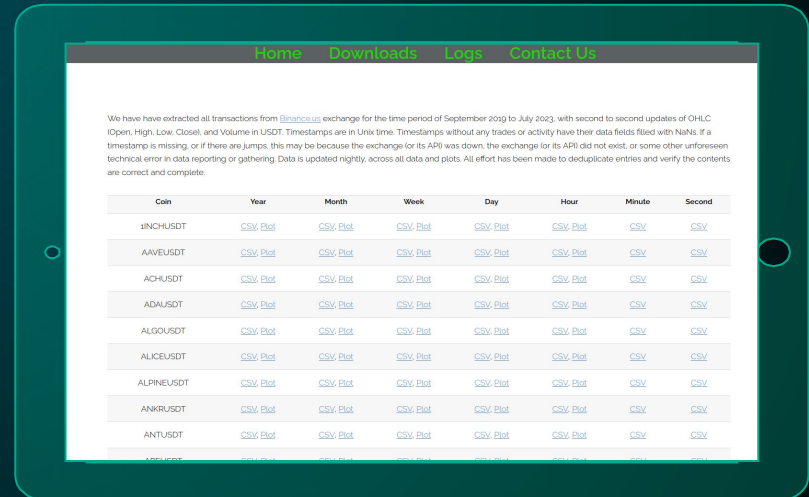 Home Downloads Logs Contact Us
We have have extracted all transactions from Binance.us exchange for the time period of September 2019 to July 2023, with second to second updates of OHLC
(Open, High, Low, Close), and Volume in USDT. Timestamps are in Unix time. Timestamps without any trades or activity have their data fields filled with NaNs. If a
timestamp is missing, or if there are jumps, this may be because the exchange (or its API) was down, the exchange (or its API) did not exist, or some other unforeseen
technical error in data reporting or gathering. Data is updated nightly, across all data and plots. All effort has been made to deduplicate entries and verify the contents
are correct and complete.
Coin Year Month Week Day Hour Minute Second
1INCHUSDT CSV, Plot CSV, Plot CSV, Plot CSV, Plot CSV, Plot CSV CSV
AAVEUSDT CSV, Plot CSV, Plot CSV, Plot CSV, Plot CSV, Plot CSV CSV
ACHUSDT CSV, Plot CSV, Plot CSV, Plot CSV, Plot CSV, Plot CSV CSV
ADAUSDT CSV, Plot CSV, Plot CSV, Plot CSV, Plot CSV, Plot CSV CSV
ALGOUSDT CSV, Plot CSV, Plot CSV, Plot CSV, Plot CSV, Plot CSV CSV
ALICEUSDT CSV, Plot CSV, Plot CSV, Plot CSV, Plot CSV, Plot CSV CSV
ALPINEUSDT CSV, Plot CSV, Plot CSV, Plot CSV, Plot CSV, Plot CSV CSV
ANKRUSDT CSV, Plot CSV, Plot CSV, Plot CSV, Plot CSV, Plot CSV CSV
ANTUSDT CSV, Plot CSV, Plot CSV, Plot CSV, Plot CSV, Plot CSV CSV